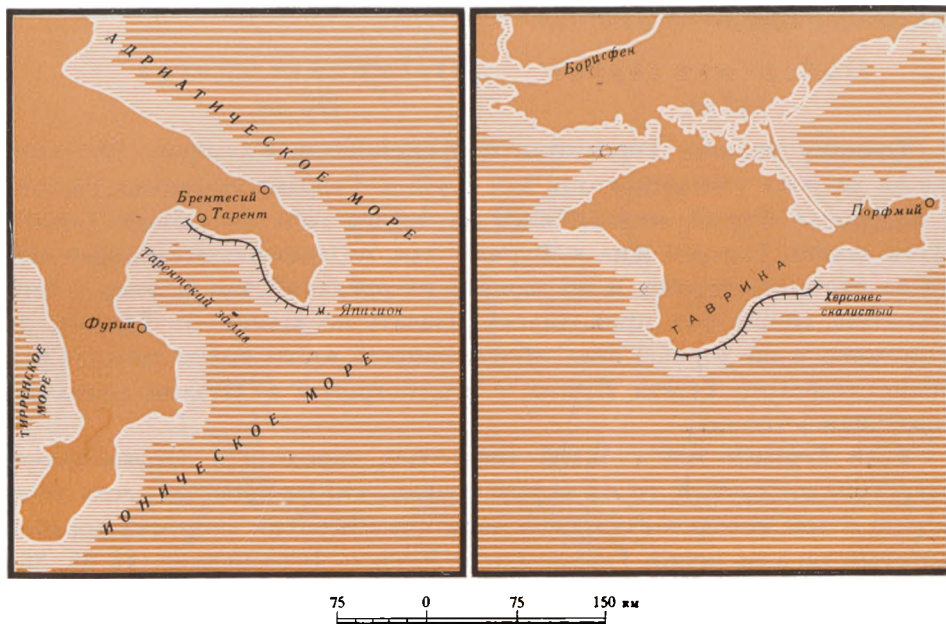 АДРИАТИЧЕСКОЕ МОРЕ
Брентесий
Тарент
Тарентский залив
м. Япигион
Фурии
ТИРРЕНСКОЕ
МОРЕ
ИОНИЧЕСКОЕ МОРЕ
Борисфен
Порфмий
ТАВРИКА
Херсонес
скалистый
75 0 75 150 км